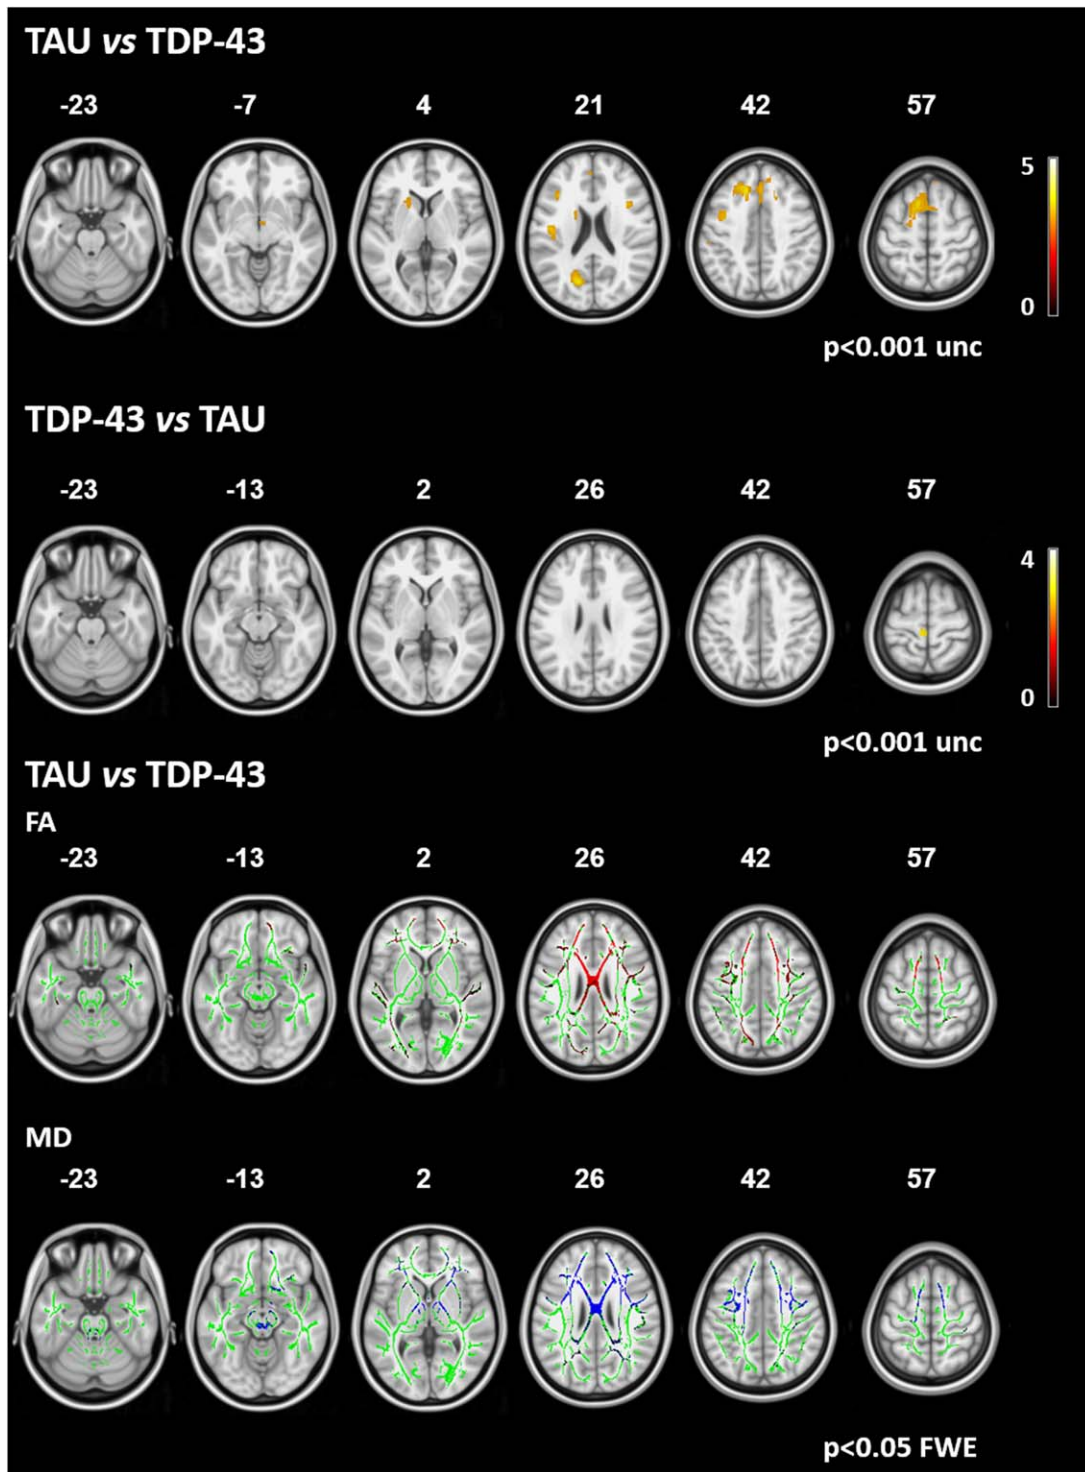 TAU vs TDP-43
-23 -7 4 21 42 57
5
0
p<0.001 unc
TDP-43 vs TAU
-23 -13 2 26 42 57
4
0
p<0.001 unc
TAU vs TDP-43
FA
-23 -13 2 26 42 57
MD
-23 -13 2 26 42 57
p<0.05 FWE